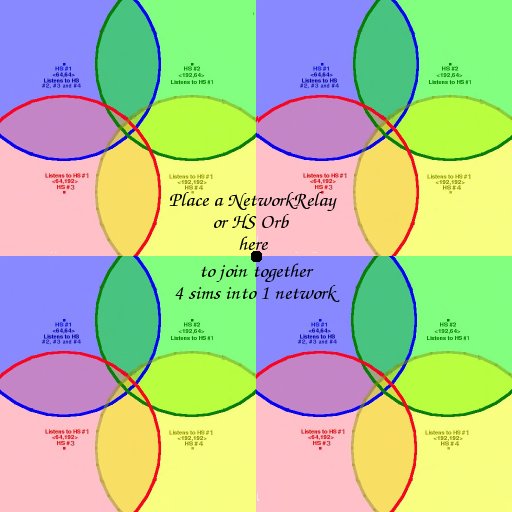 HS #1
<64,64>
Listens to HS
#2, #3 and #4
HS #2
<192,64>
Listens to HS #1
HS #1
<64,64>
Listens to HS
#2, #3 and #4
HS #2
<192,64>
Listens to HS #1
Listens to HS #1
<64,192>
HS #3
Listens to HS #1
<192,192>
HS #4
Listens to HS #1
<64,192>
HS #3
Listens to HS #1
<192,192>
HS #4
Place a NetworkRelay
or HS Orb
here
to join together
4 sims into 1 network
HS #1
<64,64>
Listens to HS
#2, #3 and #4
HS #2
<192,64>
Listens to HS #1
HS #1
<64,64>
Listens to HS
#2, #3 and #4
HS #2
<192,64>
Listens to HS #1
Listens to HS #1
<64,192>
HS #3
Listens to HS #1
<192,192>
HS #4
Listens to HS #1
<64,192>
HS #3
Listens to HS #1
<192,192>
HS #4